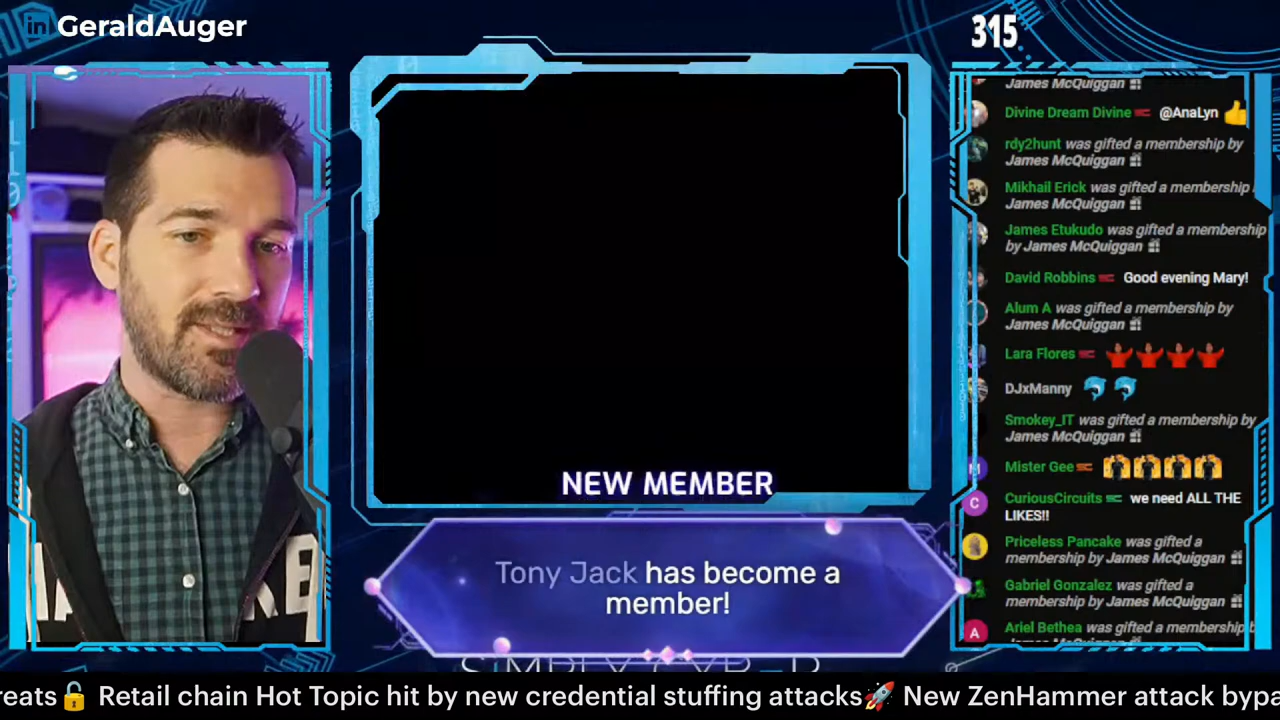 in GeraldAuger
315
James McQuiggan
Divine Dream Divine @AnaLyn
rdy2hunt was gifted a membership by
James McQuiggan
Mikhail Erick was gifted a membership
James McQuiggan
James Etukudo was gifted a membership
by James McQuiggan
David Robbins Good evening Mary!
Alum A was gifted a membership by
James McQuiggan
Lara Flores
DJxManny
Smokey_IT was gifted a membership by
James McQuiggan
M
Mister Gee
C
CuriousCircuits we need ALL THE
LIKES!!
Priceless Pancake was gifted a
membership by James McQuiggan
Gabriel Gonzalez was gifted a
membership by James McQuiggan
A
Ariel Bethea was gifted a membership b
James McQuiggan
NEW MEMBER
Tony Jack has become a
member!
reats🔓 Retail chain Hot Topic hit by new credential stuffing attacks🚀 New ZenHammer attack bypa